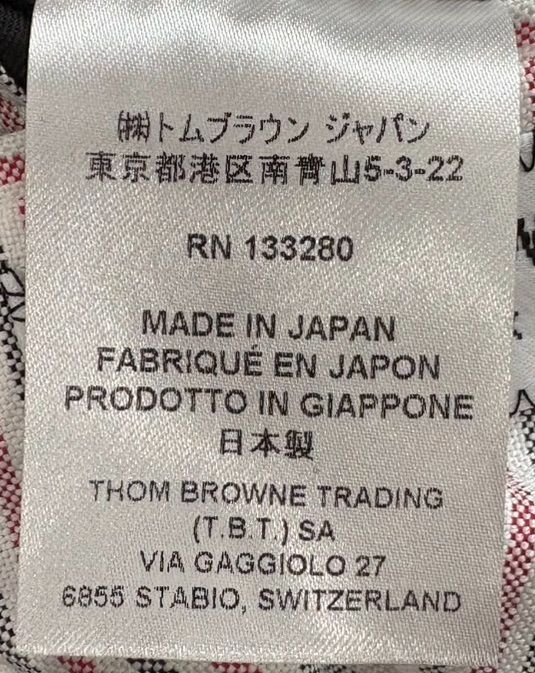 ㈱トムブラウン ジャパン
東京都港区南青山5-3-22
RN 133280
MADE IN JAPAN
FABRIQUÉ EN JAPON
PRODOTTO IN GIAPPONE
日本製
THOM BROWNE TRADING
(T.B.T.) SA
VIA GAGGIOLO 27
6855 STABIO, SWITZERLAND